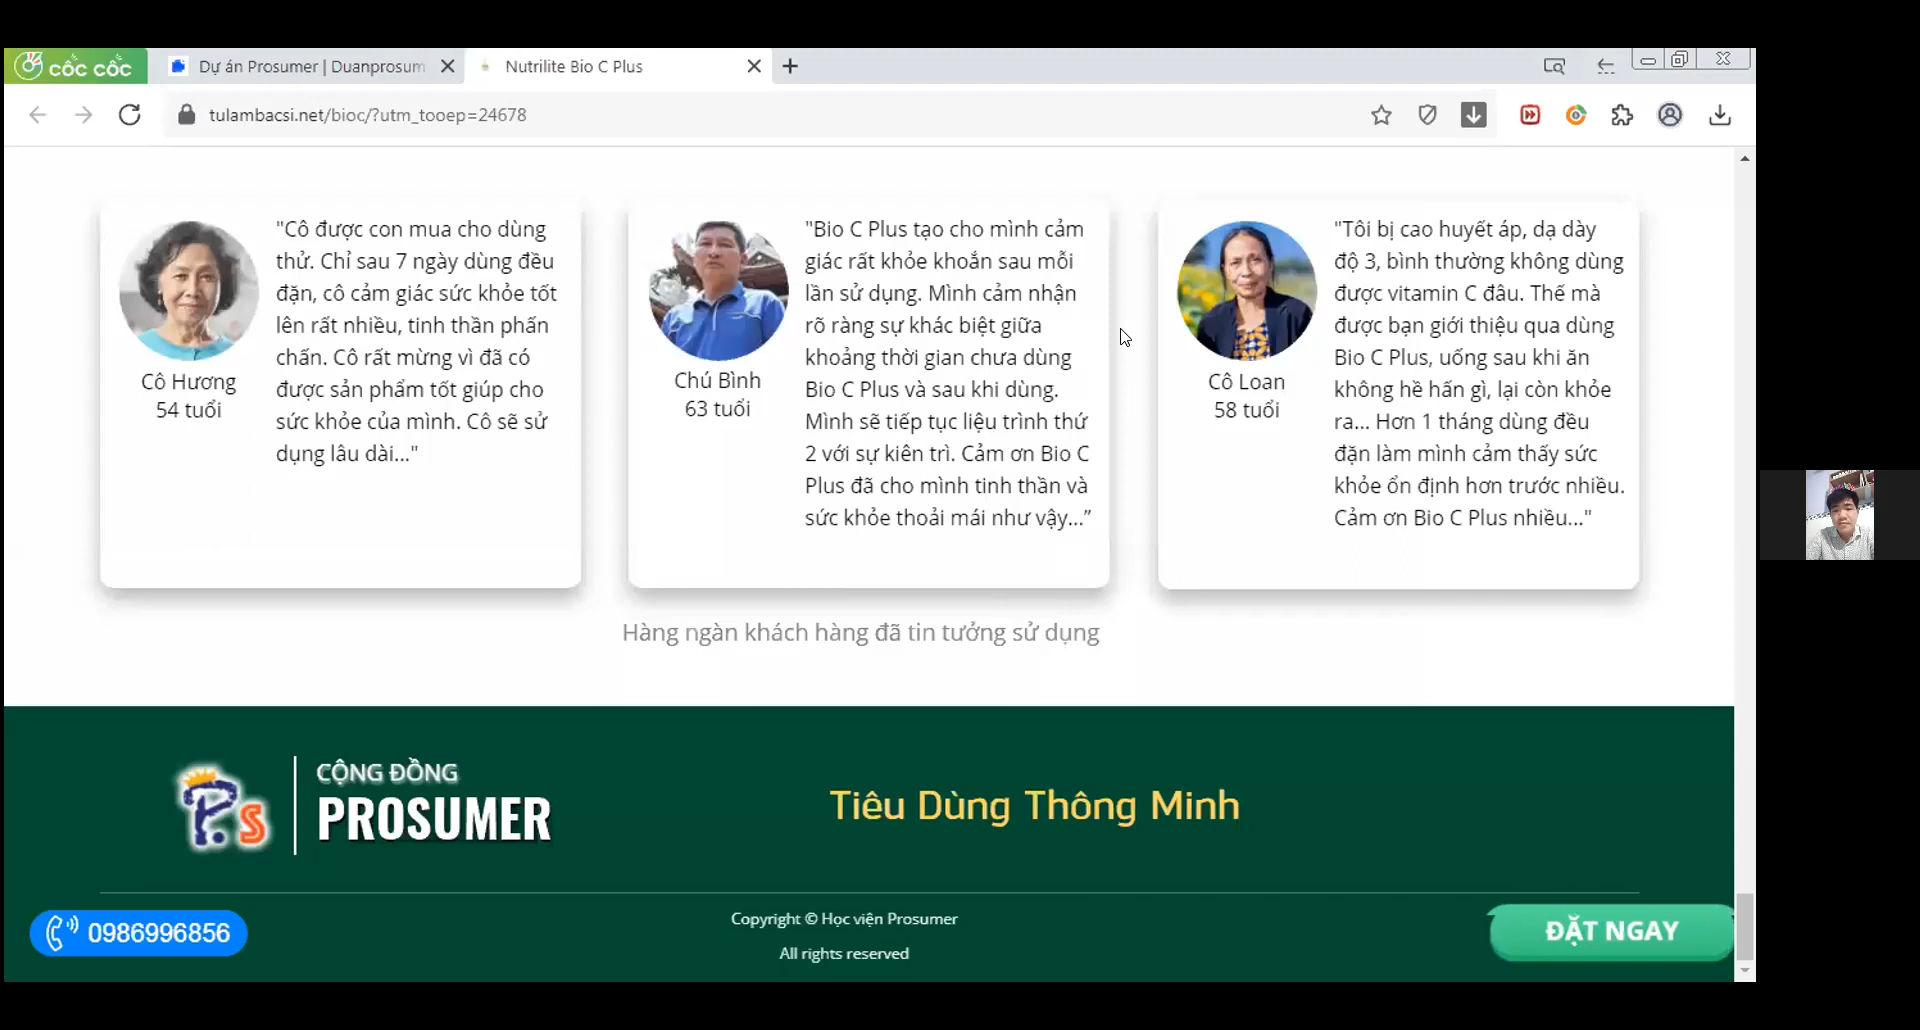 cốc cốc
Dự án Prosumer | Duanprosum
Nutrilite Bio C Plus
tulambacsi.net/bioc/?utm_tooep=24678
"Cô được con mua cho dùng
thử. Chỉ sau 7 ngày dùng đều
đặn, cô cảm giác sức khỏe tốt
lên rất nhiều, tinh thần phấn
chấn. Cô rất mừng vì đã có
được sản phẩm tốt giúp cho
sức khỏe của mình. Cô sẽ sử
dụng lâu dài..."
Cô Hương
54 tuổi
"Bio C Plus tạo cho mình cảm
giác rất khỏe khoắn sau mỗi
lần sử dụng. Mình cảm nhận
rõ ràng sự khác biệt giữa
khoảng thời gian chưa dùng
Bio C Plus và sau khi dùng.
Mình sẽ tiếp tục liệu trình thứ
2 với sự kiên trì. Cảm ơn Bio C
Plus đã cho mình tinh thần và
sức khỏe thoải mái như vậy...”
Chú Bình
63 tuổi
"Tôi bị cao huyết áp, dạ dày
độ 3, bình thường không dùng
được vitamin C đâu. Thế mà
được bạn giới thiệu qua dùng
Bio C Plus, uống sau khi ăn
không hề hấn gì, lại còn khỏe
ra... Hơn 1 tháng dùng đều
đặn làm mình cảm thấy sức
khỏe ổn định hơn trước nhiều.
Cảm ơn Bio C Plus nhiều..."
Cô Loan
58 tuổi
Hàng ngàn khách hàng đã tin tưởng sử dụng
P.s
CỘNG ĐỒNG
PROSUMER
Tiêu Dùng Thông Minh
0986996856
Copyright © Học viện Prosumer
All rights reserved
ĐẶT NGAY